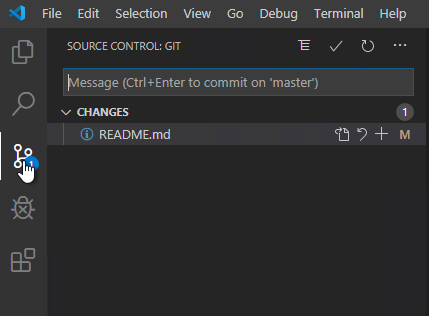 File Edit View Go Debug Terminal Help
SOURCE CONTROL: GIT
Message (Ctrl+Enter to commit on 'master')
CHANGES 1
README.md M
1